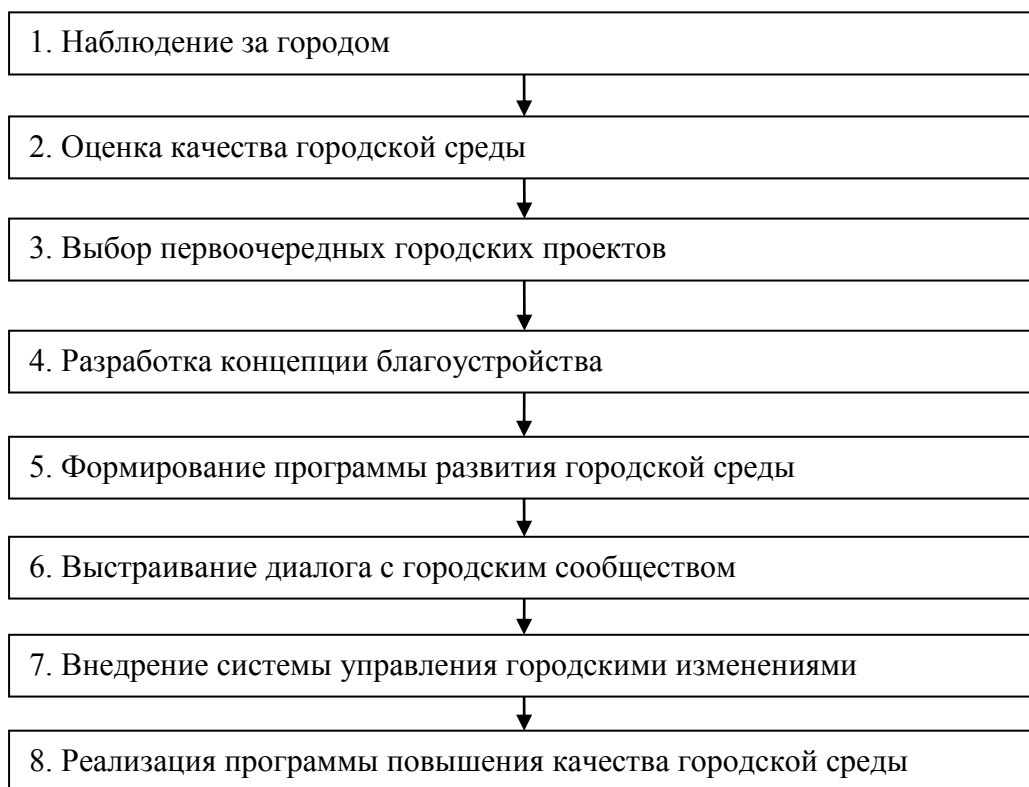 1. Наблюдение за городом
2. Оценка качества городской среды
3. Выбор первоочередных городских проектов
4. Разработка концепции благоустройства
5. Формирование программы развития городской среды
6. Выстраивание диалога с городским сообществом
7. Внедрение системы управления городскими изменениями
8. Реализация программы повышения качества городской среды